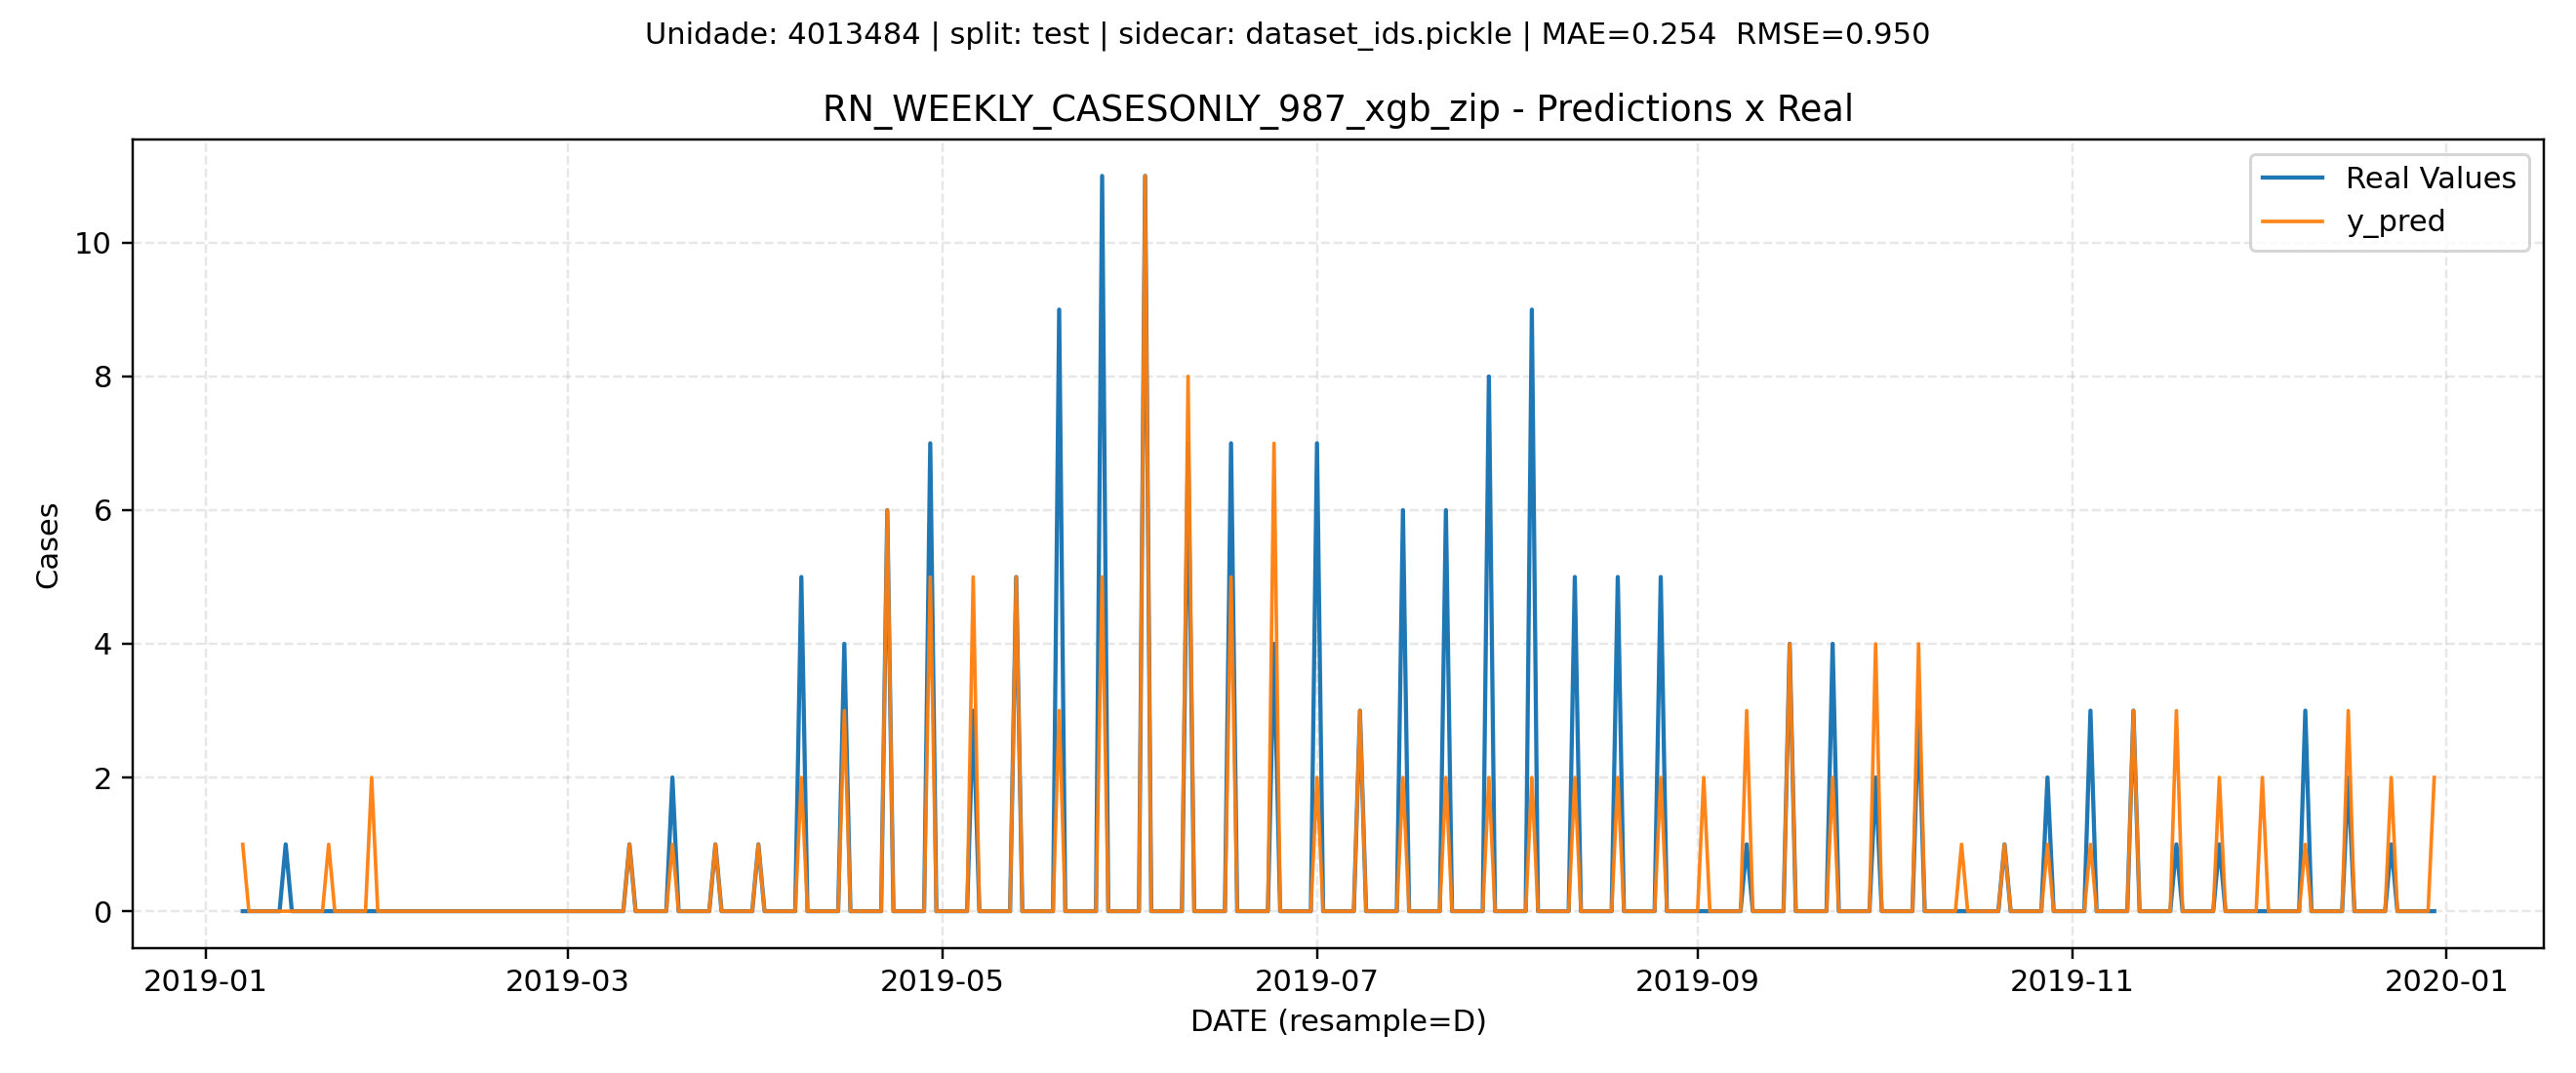 Unidade: 4013484 | split: test | sidecar: dataset_ids.pickle | MAE=0.254  RMSE=0.950
RN_WEEKLY_CASESONLY_987_xgb_zip - Predictions x Real
Real Values
y_pred
Cases
10
8
6
4
2
0
2019-01
2019-03
2019-05
2019-07
2019-09
2019-11
2020-01
DATE (resample=D)